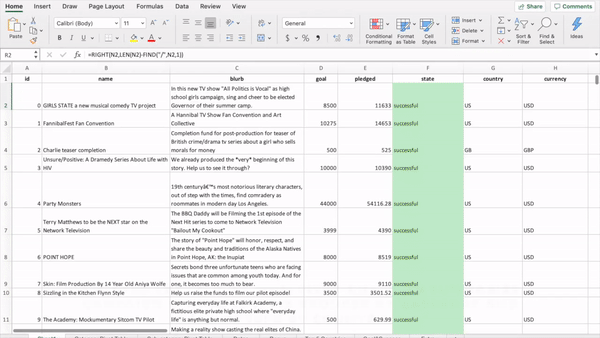 Home Insert Draw Page Layout Formulas Data Review View
Share Comments
Paste Calibri (Body) 11 General Conditional Formatting Format as Table Cell Styles Insert Delete Format Sort & Filter Find & Select
R2 fx =RIGHT(N2,LEN(N2)-FIND("/",N2,1))
A B C D E F G H
1 id name blurb goal pledged state country currency
In this new TV show "All Politics is Vocal" as high
school girls campaign, sing and cheer to be elected
2 0 GIRLS STATE a new musical comedy TV project Governor of their summer camp. 8500 11633 successful US USD
A Hannibal TV Show Fan Convention and Art
3 1 FannibalFest Fan Convention Collective 10275 14653 successful US USD
Completion fund for post-production for teaser of
British crime/drama tv series about a girl who sells
4 2 Charlie teaser completion morals for money 500 525 successful GB GBP
Unsure/Positive: A Dramedy Series About Life with We already produced the *very* beginning of this
5 3 HIV story. Help us to see it through? 10000 10390 successful US USD
19th centuryâ€™s most notorious literary characters,
out of step with the times, find comradery as
6 4 Party Monsters roommates in modern day Los Angeles. 44000 54116.28 successful US USD
The BBQ Daddy will be Filming the 1st episode of the
Terry Matthews to be the NEXT star on the Next Hit series to come to Network Television
7 5 Network Television "Bailout My Cookout" 3999 4390 successful US USD
The story of "Point Hope" will honor, respect, and
share the beauty and traditions of the Alaska Natives
8 6 POINT HOPE in Point Hope, AK: the Inupiat 8000 8519 successful US USD
Secrets bond three unfortunate teens who are facing
issues that are common among youth today. And for
9 7 Skin: Film Production By 14 Year Old Aniya Wolfe one, it becomes too much to bear. 9000 9110 successful US USD
10 8 Sizzling in the Kitchen Flynn Style Help us raise the funds to film our pilot episode! 3500 3501.52 successful US USD
Capturing everyday life at Falkirk Academy, a
fictitious elite private high school where "everyday
11 9 The Academy: Mockumentary Sitcom TV Pilot life" is anything but normal. 500 629.99 successful US USD
Making a reality show casting the real elites of China.